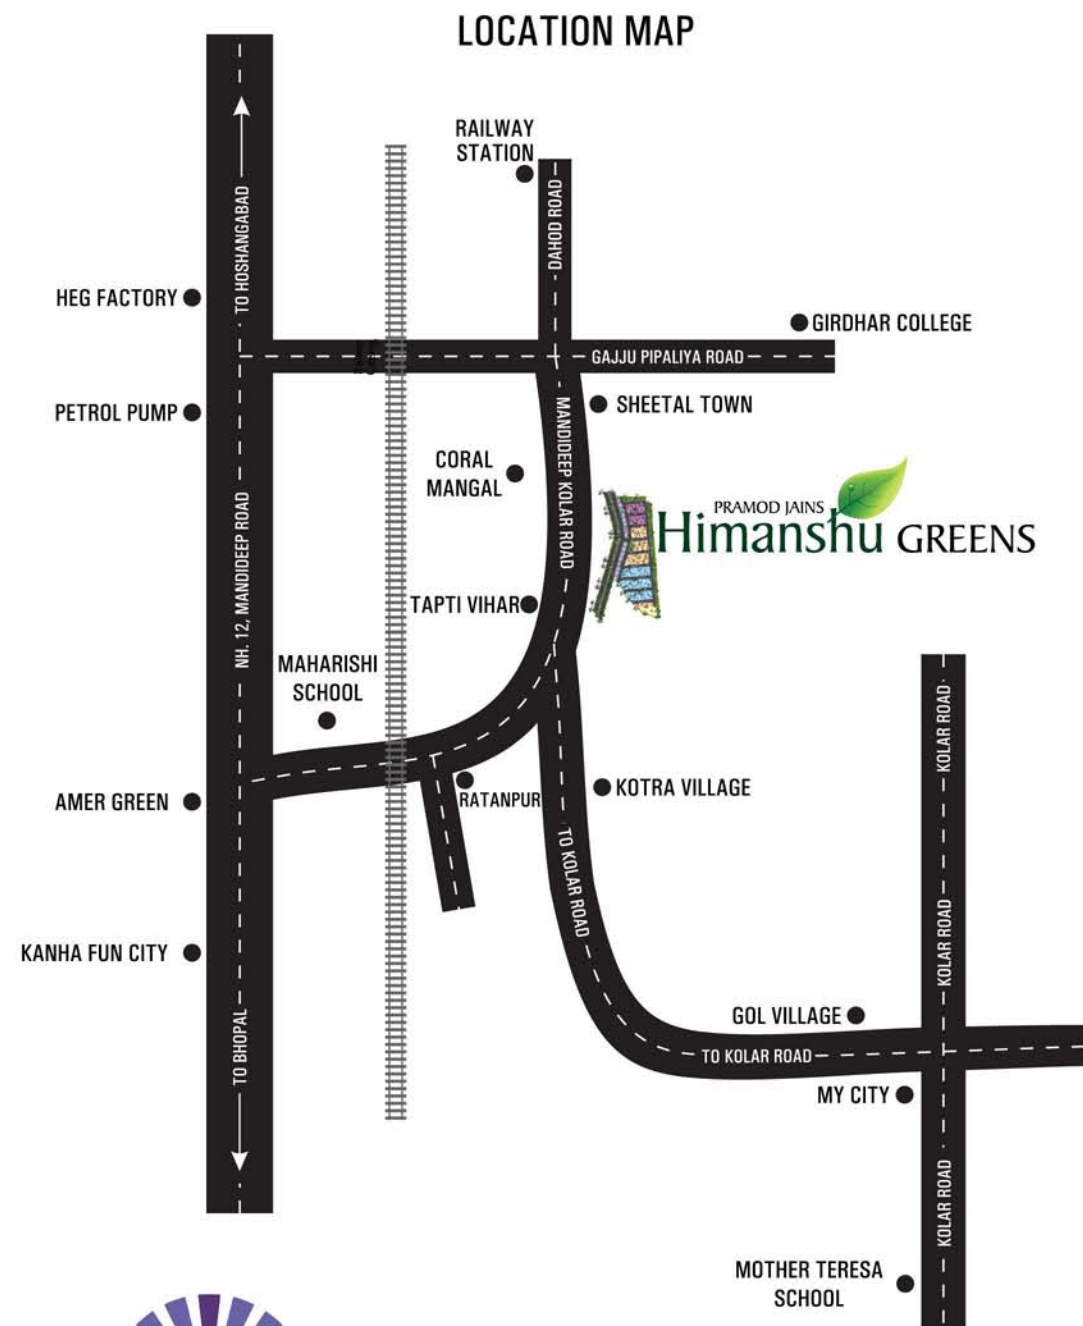 LOCATION MAP
RAILWAY
STATION
DAHOD ROAD
TO HOSHANGABAD
HEG FACTORY
GIRDHAR COLLEGE
GAJJU PIPALIYA ROAD
PETROL PUMP
SHEETAL TOWN
MANDIDEEP KOLAR ROAD
CORAL
MANGAL
PRAMOD JAINS
Himanshu GREENS
NH. 12, MANDIDEEP ROAD
TAPTI VIHAR
MAHARISHI
SCHOOL
KOLAR ROAD
AMER GREEN
RATANPUR
KOTRA VILLAGE
TO KOLAR ROAD
KOLAR ROAD
KANHA FUN CITY
TO BHOPAL
GOL VILLAGE
TO KOLAR ROAD
MY CITY
KOLAR ROAD
MOTHER TERESA
SCHOOL